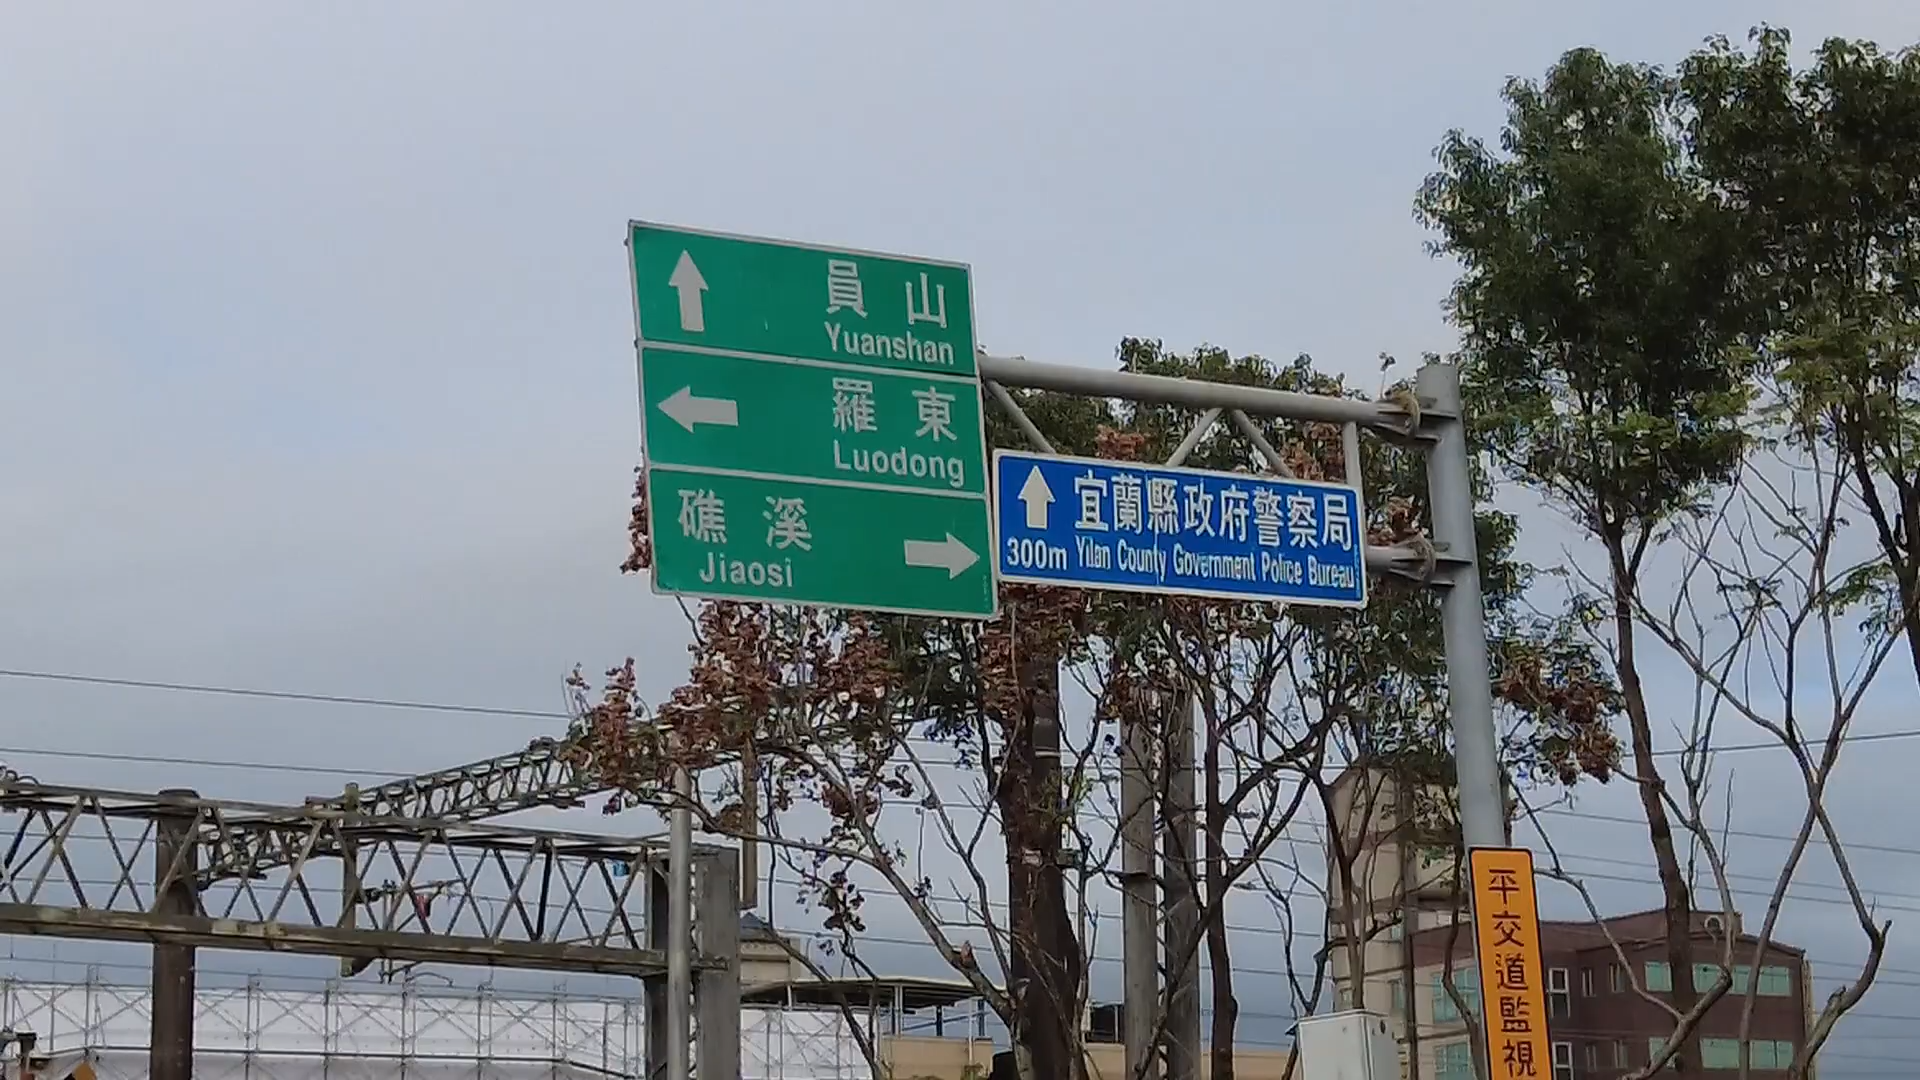 員山
Yuanshan
羅東
Luodong
礁溪
Jiaosi
宜蘭縣政府警察局
300m Yilan County Government Police Bureau
平交道監視